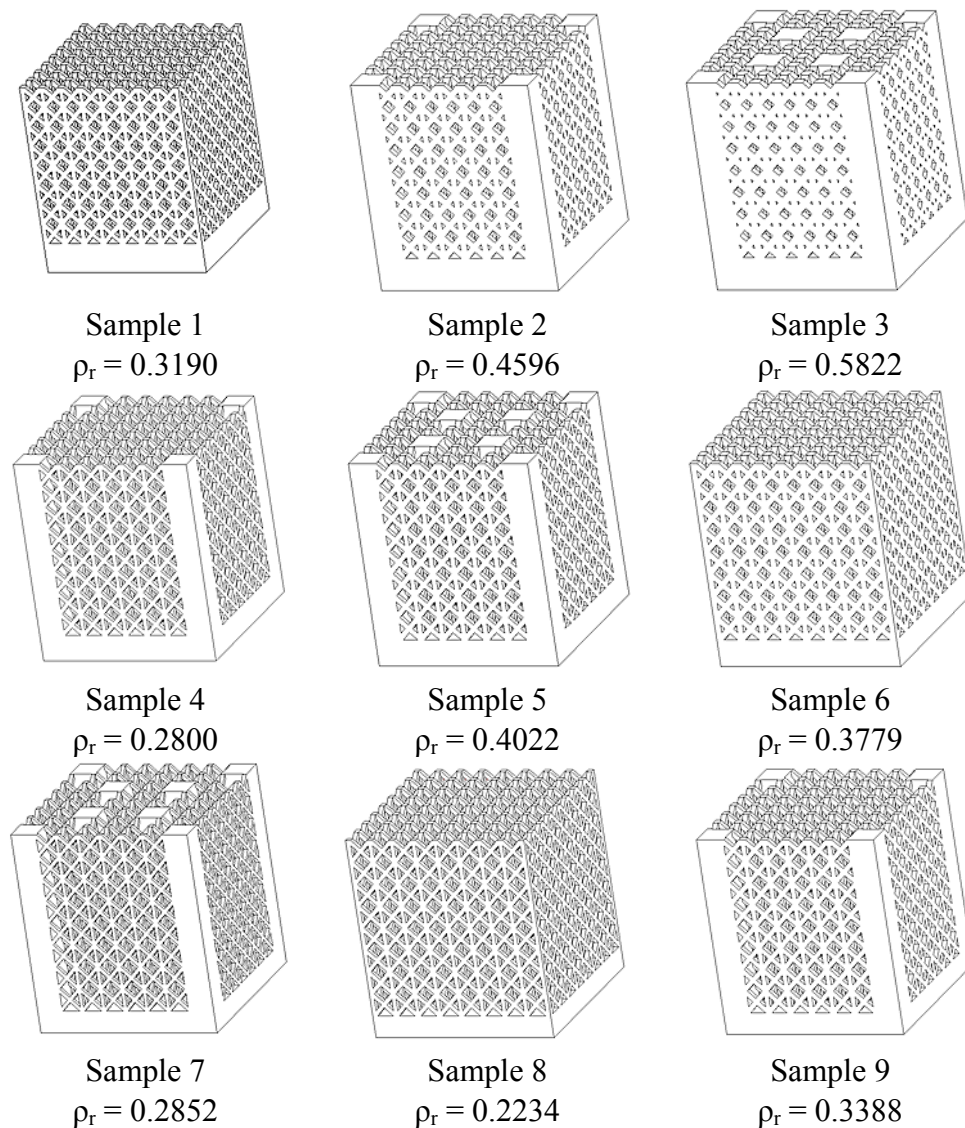 Sample 1
Sample 2
Sample 3
ρr = 0.3190
ρr = 0.4596
ρr = 0.5822
Sample 4
Sample 5
Sample 6
ρr = 0.2800
ρr = 0.4022
ρr = 0.3779
Sample 7
Sample 8
Sample 9
ρr = 0.2852
ρr = 0.2234
ρr = 0.3388